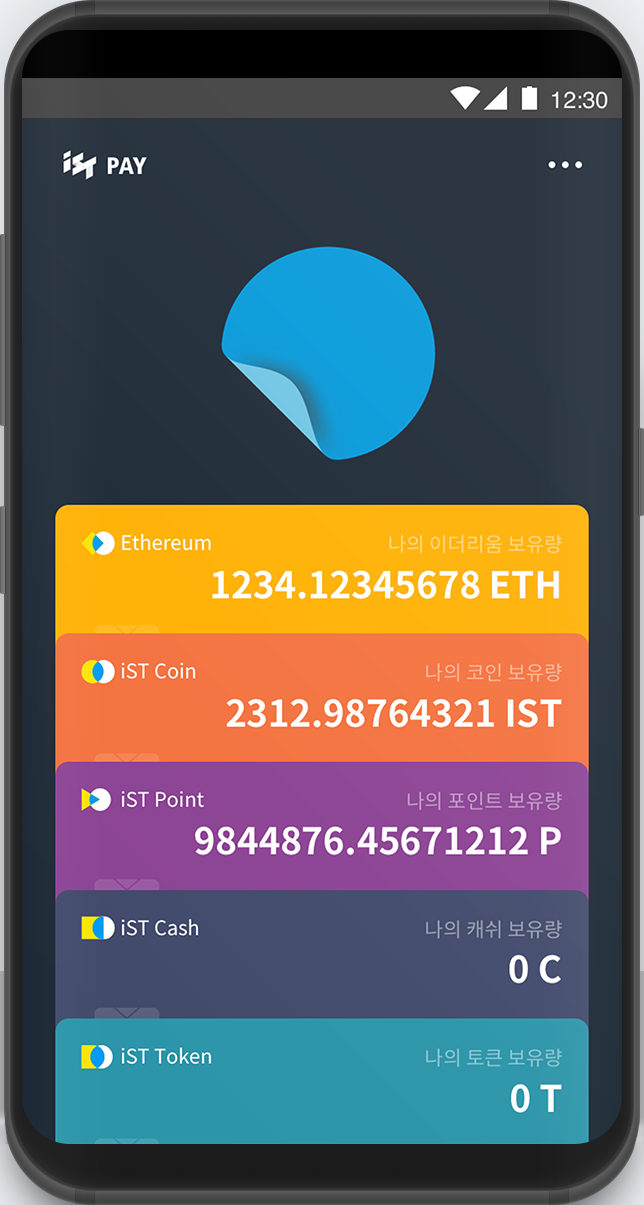 12:30
iST PAY
Ethereum 나의 이더리움 보유량
1234.12345678 ETH
iST Coin 나의 코인 보유량
2312.98764321 IST
iST Point 나의 포인트 보유량
9844876.45671212 P
iST Cash 나의 캐쉬 보유량
0 C
iST Token 나의 토큰 보유량
0 T